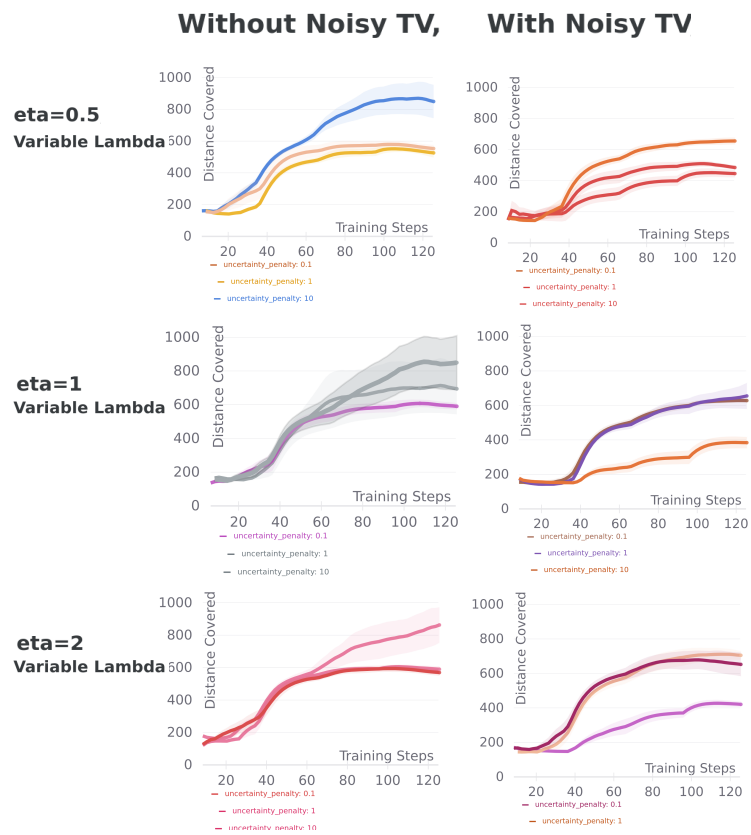 Without Noisy TV,
With Noisy TV
eta=0.5
Variable Lambda
Distance Covered
1000
800
600
400
200
0
Training Steps
20 40 60 80 100 120
uncertainty_penalty: 0.1
uncertainty_penalty: 1
uncertainty_penalty: 10
Distance Covered
1000
800
600
400
200
0
Training Steps
20 40 60 80 100 120
uncertainty_penalty: 0.1
uncertainty_penalty: 1
uncertainty_penalty: 10
eta=1
Variable Lambda
Distance Covered
1000
800
600
400
200
0
Training Steps
20 40 60 80 100 120
uncertainty_penalty: 0.1
uncertainty_penalty: 1
uncertainty_penalty: 10
Distance Covered
1000
800
600
400
200
0
Training Steps
20 40 60 80 100 120
uncertainty_penalty: 0.1
uncertainty_penalty: 1
uncertainty_penalty: 10
eta=2
Variable Lambda
Distance Covered
1000
800
600
400
200
0
Training Steps
20 40 60 80 100 120
uncertainty_penalty: 0.1
uncertainty_penalty: 1
uncertainty_penalty: 10
Distance Covered
1000
800
600
400
200
0
Training Steps
20 40 60 80 100 120
uncertainty_penalty: 0.1
uncertainty_penalty: 1